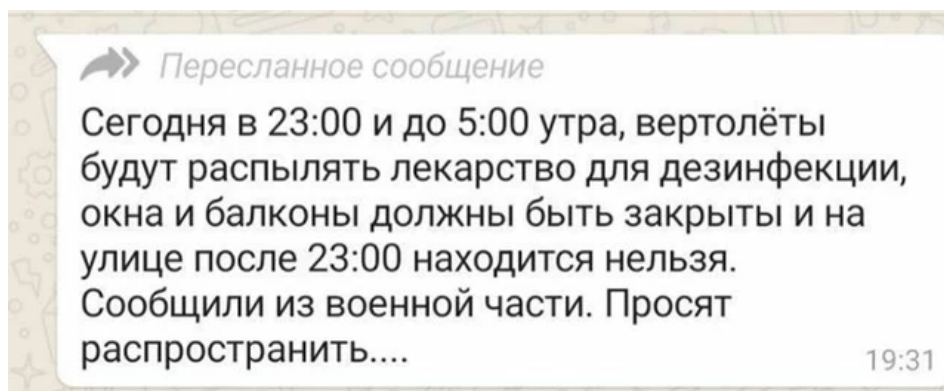 Пересланное сообщение
Сегодня в 23:00 и до 5:00 утра, вертолёты
будут распылять лекарство для дезинфекции,
окна и балконы должны быть закрыты и на
улице после 23:00 находится нельзя.
Сообщили из военной части. Просят
распространить....
19:31